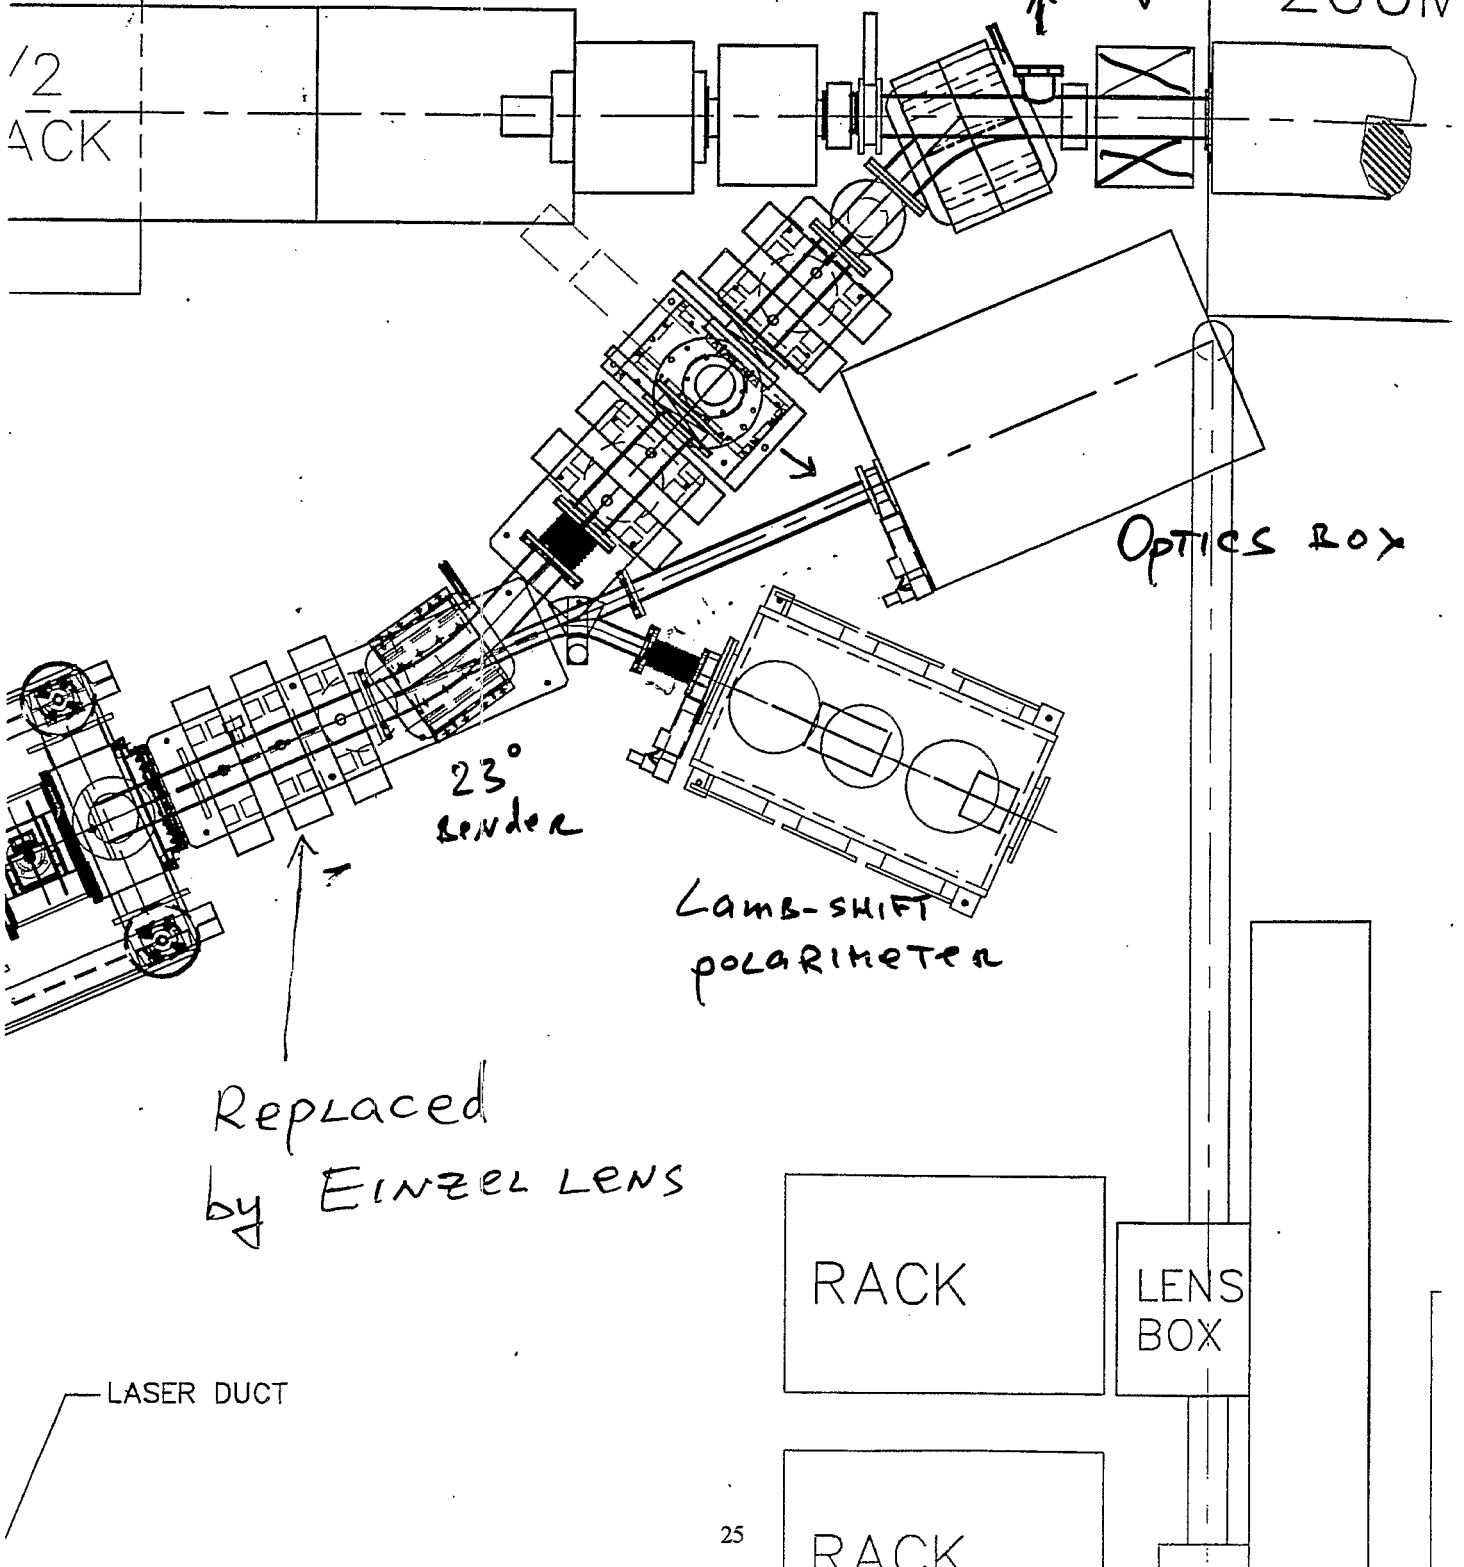 /2
ACK
OPTICS BOX
23°
Bender
Lamb-SHIFT
POLARIMETER
Replaced
by EINZEL LENS
RACK
LENS
BOX
LASER DUCT
RACK
25